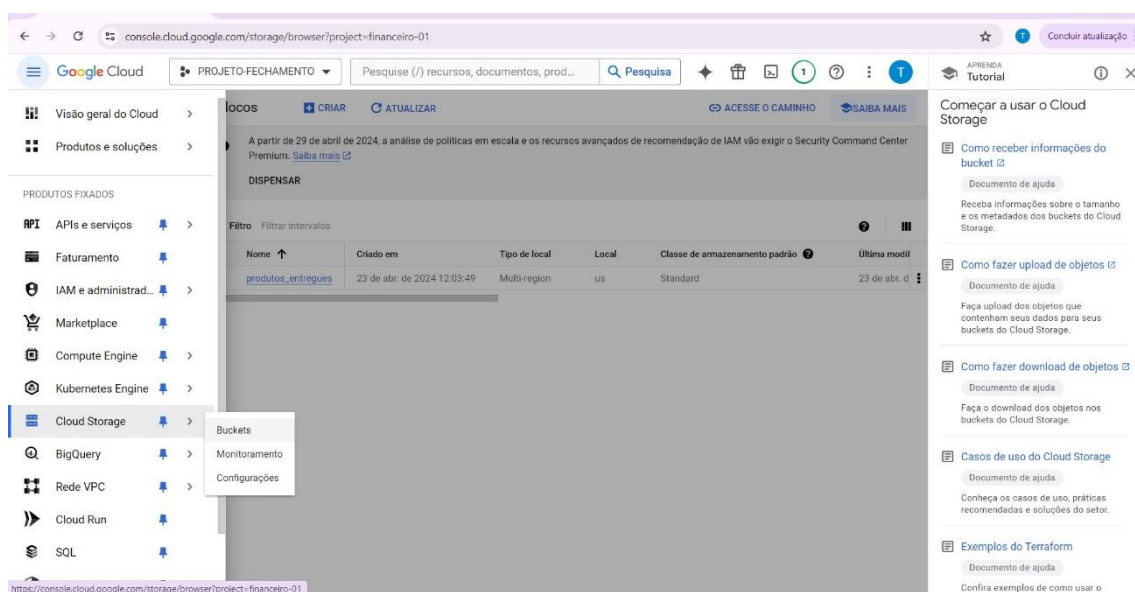 console.cloud.google.com/storage/browser?project=financeiro-01
T
Concluir atualização
Google Cloud
PROJETO-FECHAMENTO
Pesquise (/) recursos, documentos, prod...
Pesquisa
1
T
APRENDA
Tutorial
Visão geral do Cloud
Produtos e soluções
PRODUTOS FIXADOS
API APIs e serviços
Faturamento
IAM e administrad...
Marketplace
Compute Engine
Kubernetes Engine
Cloud Storage
BigQuery
Rede VPC
Cloud Run
SQL
Buckets
Monitoramento
Configurações
locos
CRIAR
ATUALIZAR
ACESSE O CAMINHO
SAIBA MAIS
A partir de 29 de abril de 2024, a análise de políticas em escala e os recursos avançados de recomendação de IAM vão exigir o Security Command Center
Premium. Saiba mais
DISPENSAR
Filtro Filtrar intervalos
Nome Criado em Tipo de local Local Classe de armazenamento padrão Última modif
produtos_entregues 23 de abr. de 2024 12:03:49 Multi-region us Standard 23 de abr. d
Começar a usar o Cloud
Storage
Como receber informações do
bucket
Documento de ajuda
Receba informações sobre o tamanho
e os metadados dos buckets do Cloud
Storage.
Como fazer upload de objetos
Documento de ajuda
Faça upload dos objetos que
contenham seus dados para seus
buckets do Cloud Storage.
Como fazer download de objetos
Documento de ajuda
Faça o download dos objetos nos
buckets do Cloud Storage.
Casos de uso do Cloud Storage
Documento de ajuda
Conheça os casos de uso, práticas
recomendadas e soluções do setor.
Exemplos do Terraform
Documento de ajuda
Confira exemplos de como usar o
https://console.cloud.google.com/storage/browser?project=financeiro-01